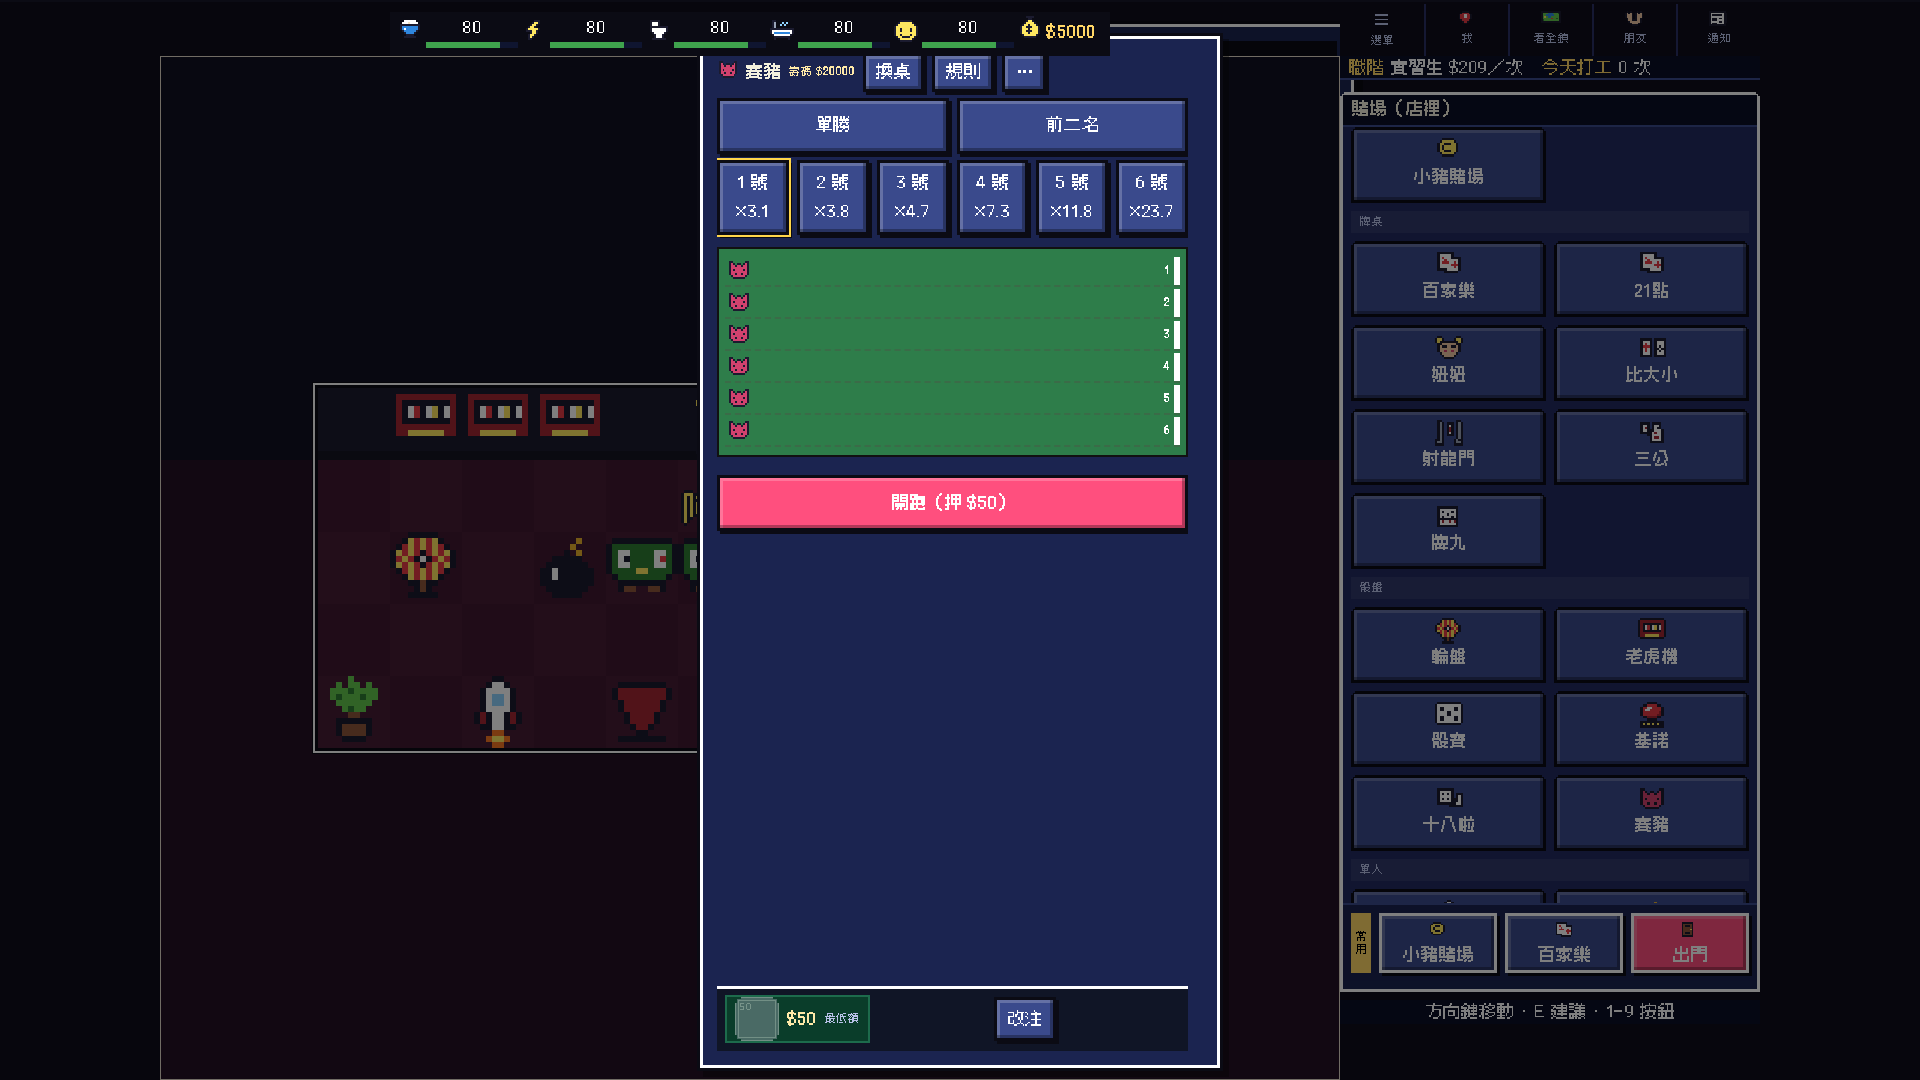 80 80 80 80 80 $5000
選單 我 看全鎮 朋友 通知
職階 實習生 $209／次 今天打工 0 次
賽豬 籌碼 $20000 換桌 規則 ...
單勝 前二名
1 號 2 號 3 號 4 號 5 號 6 號
×3.1 ×3.8 ×4.7 ×7.3 ×11.8 ×23.7
1
2
3
4
5
6
開跑（押 $50）
50 $50 最低額 改注
賭場（店裡）
小豬賭場
牌桌
百家樂 21點
妞妞 比大小
射龍門 三公
牌九
骰盤
輪盤 老虎機
骰寶 基諾
十八啦 賽豬
單人
常用 小豬賭場 百家樂 出門
方向鍵移動 · E 建議 · 1-9 按鈕